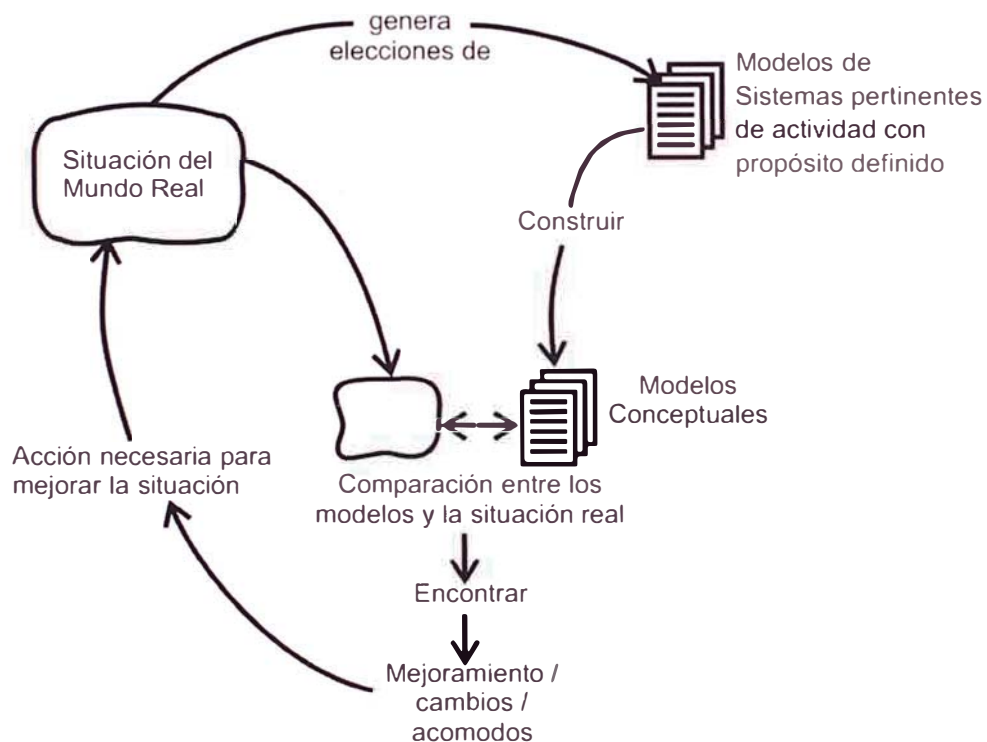 genera
elecciones de
Modelos de
Sistemas pertinentes
de actividad con
propósito definido
Situación del
Mundo Real
Construir
Modelos
Conceptuales
Acción necesaria para
mejorar la situación
Comparación entre los
modelos y la situación real
Encontrar
Mejoramiento /
cambios /
acomodos